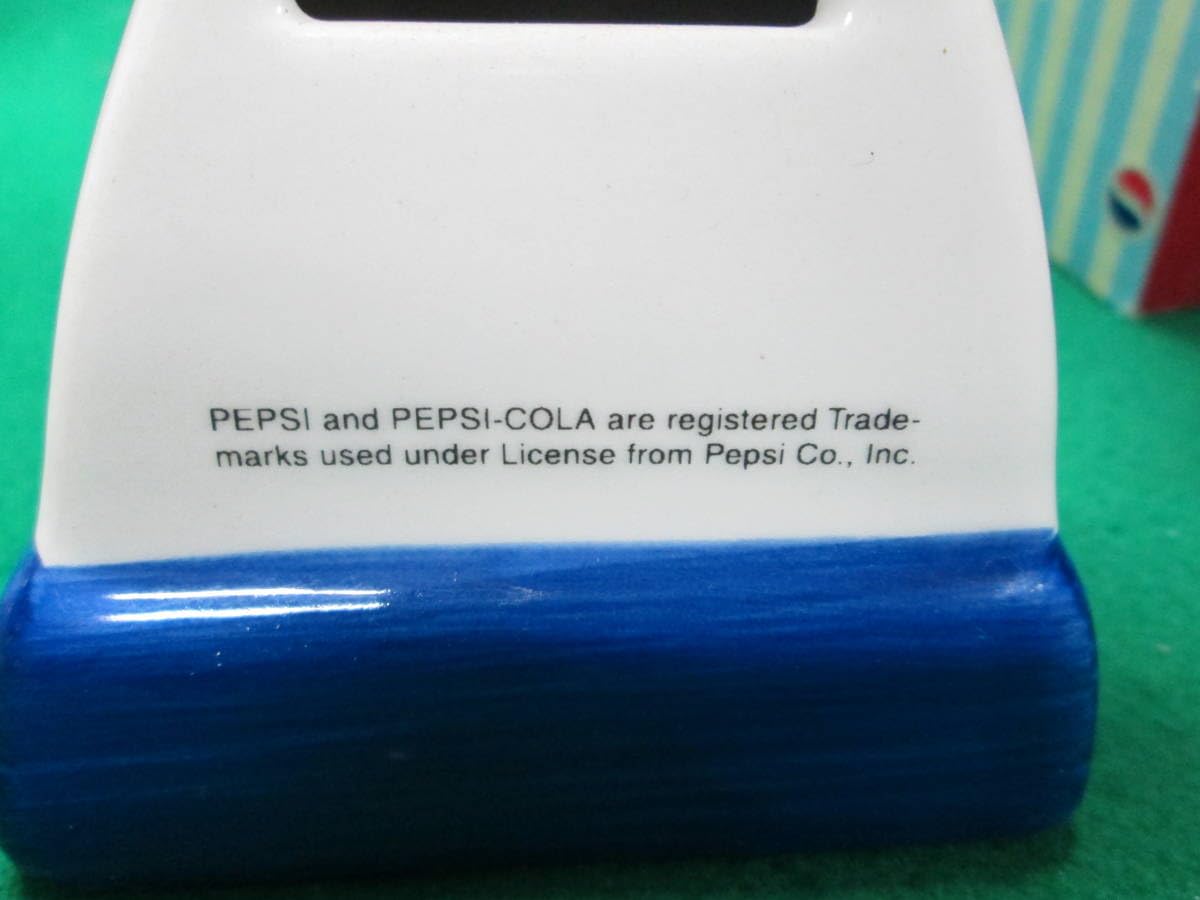 PEPSI and PEPSI-COLA are registered Trade-
marks used under License from Pepsi Co., Inc.